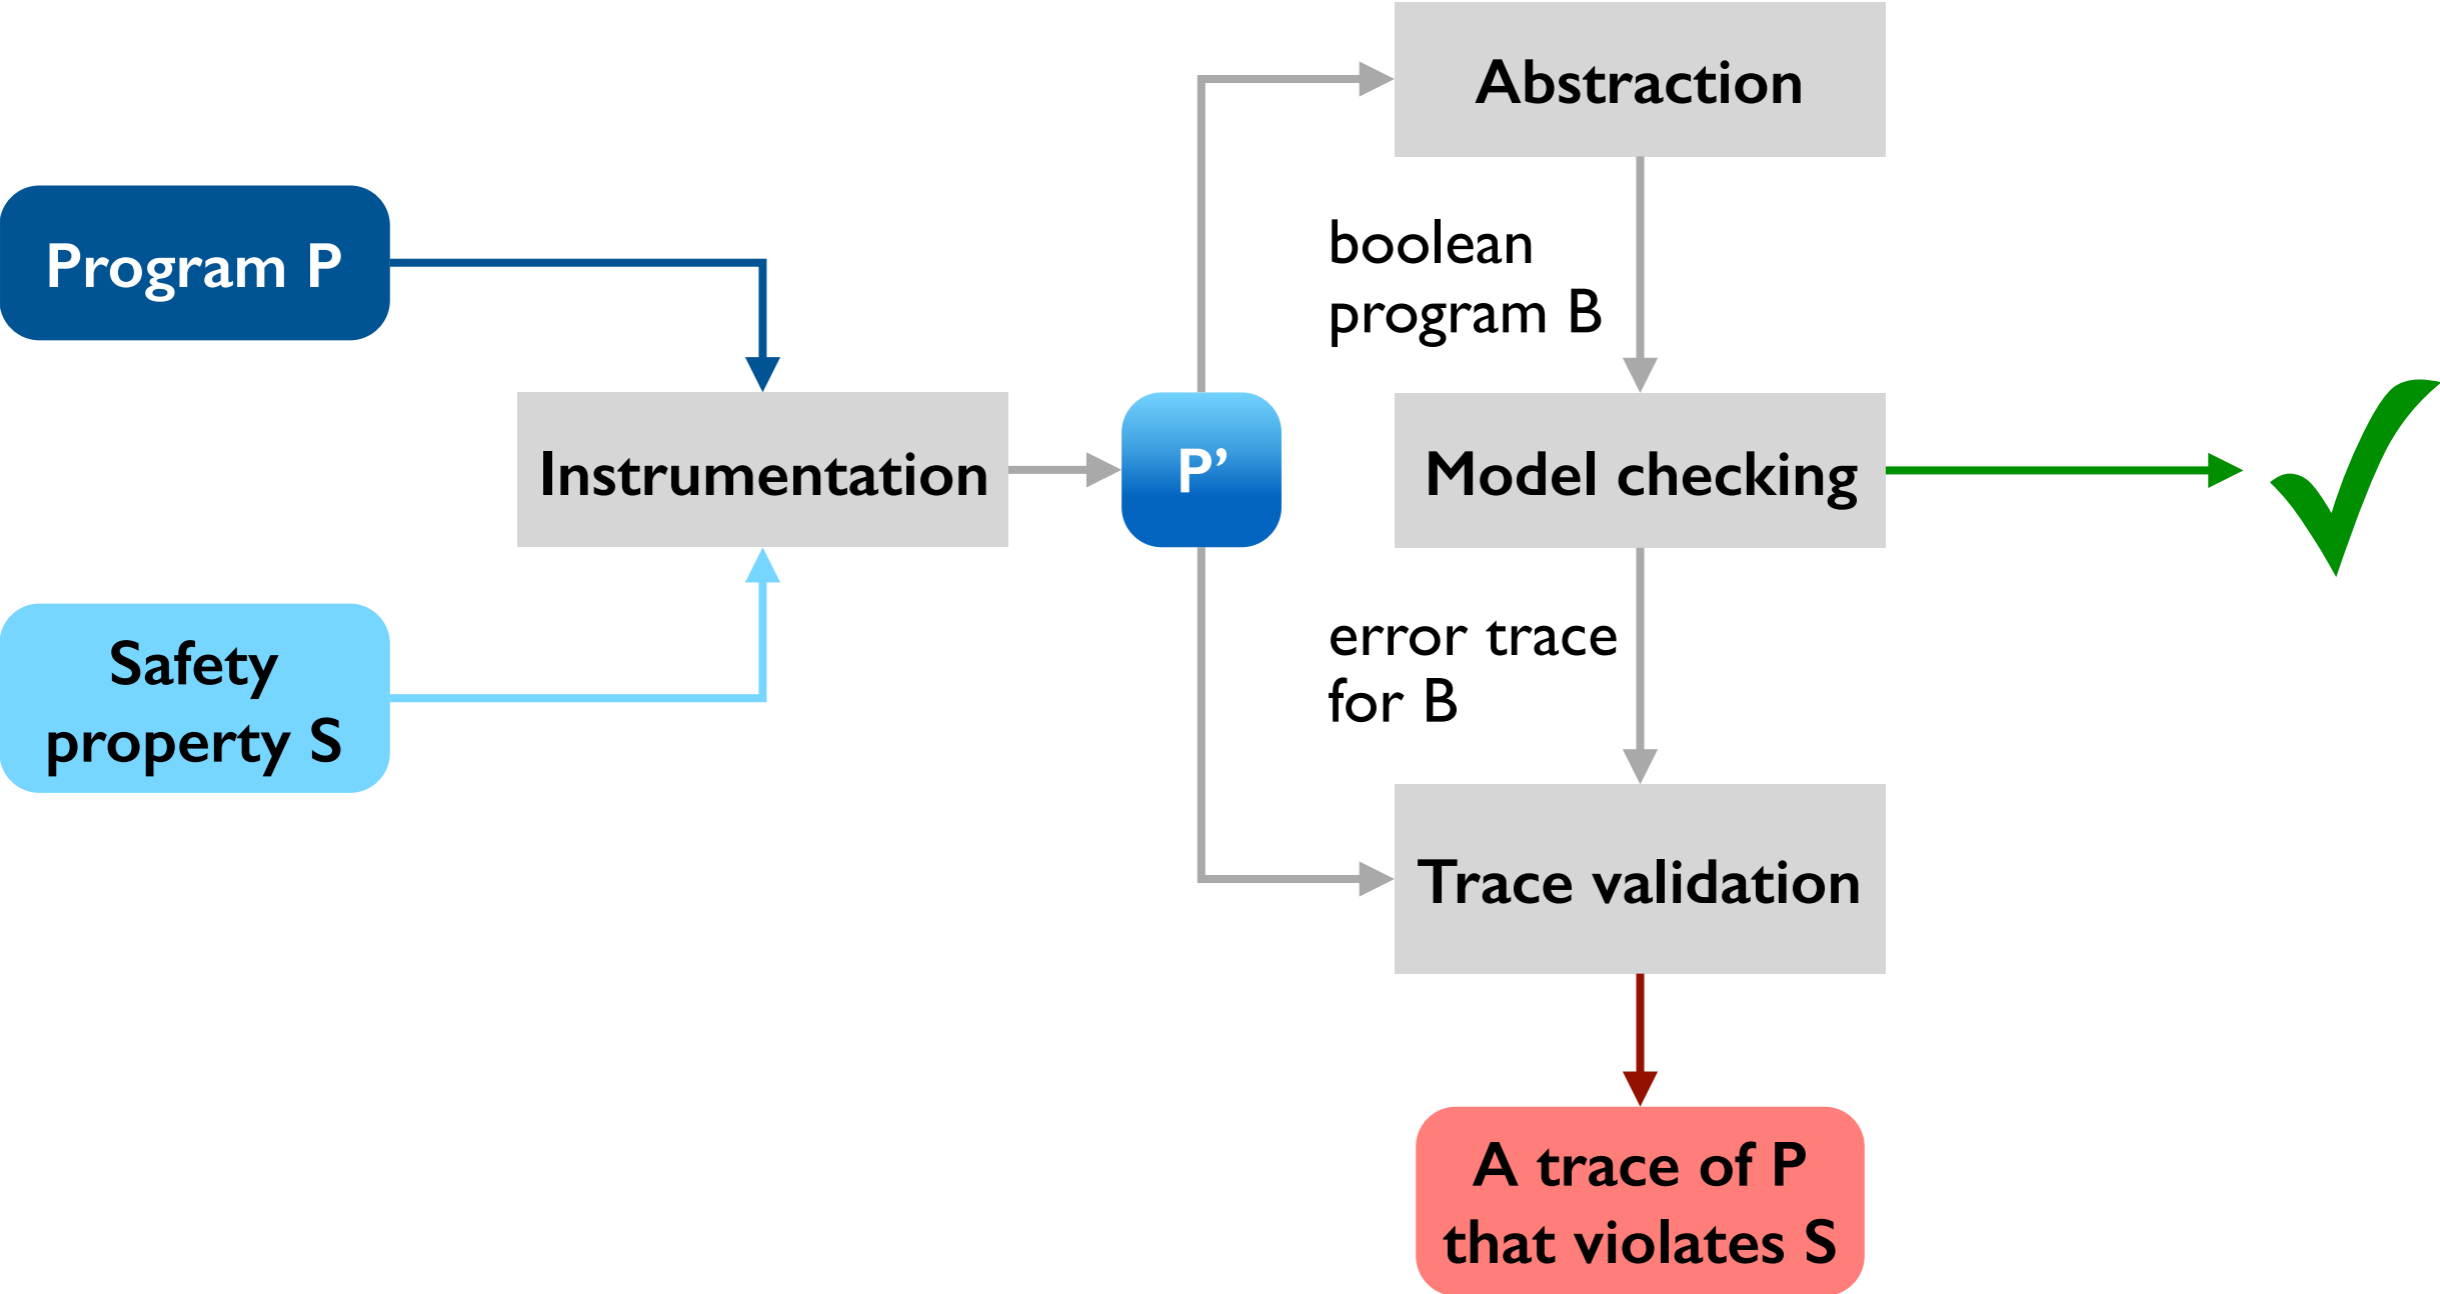 Abstraction
boolean
program B
Program P
Instrumentation
P’
Model checking
Safety
property S
error trace
for B
Trace validation
A trace of P
that violates S